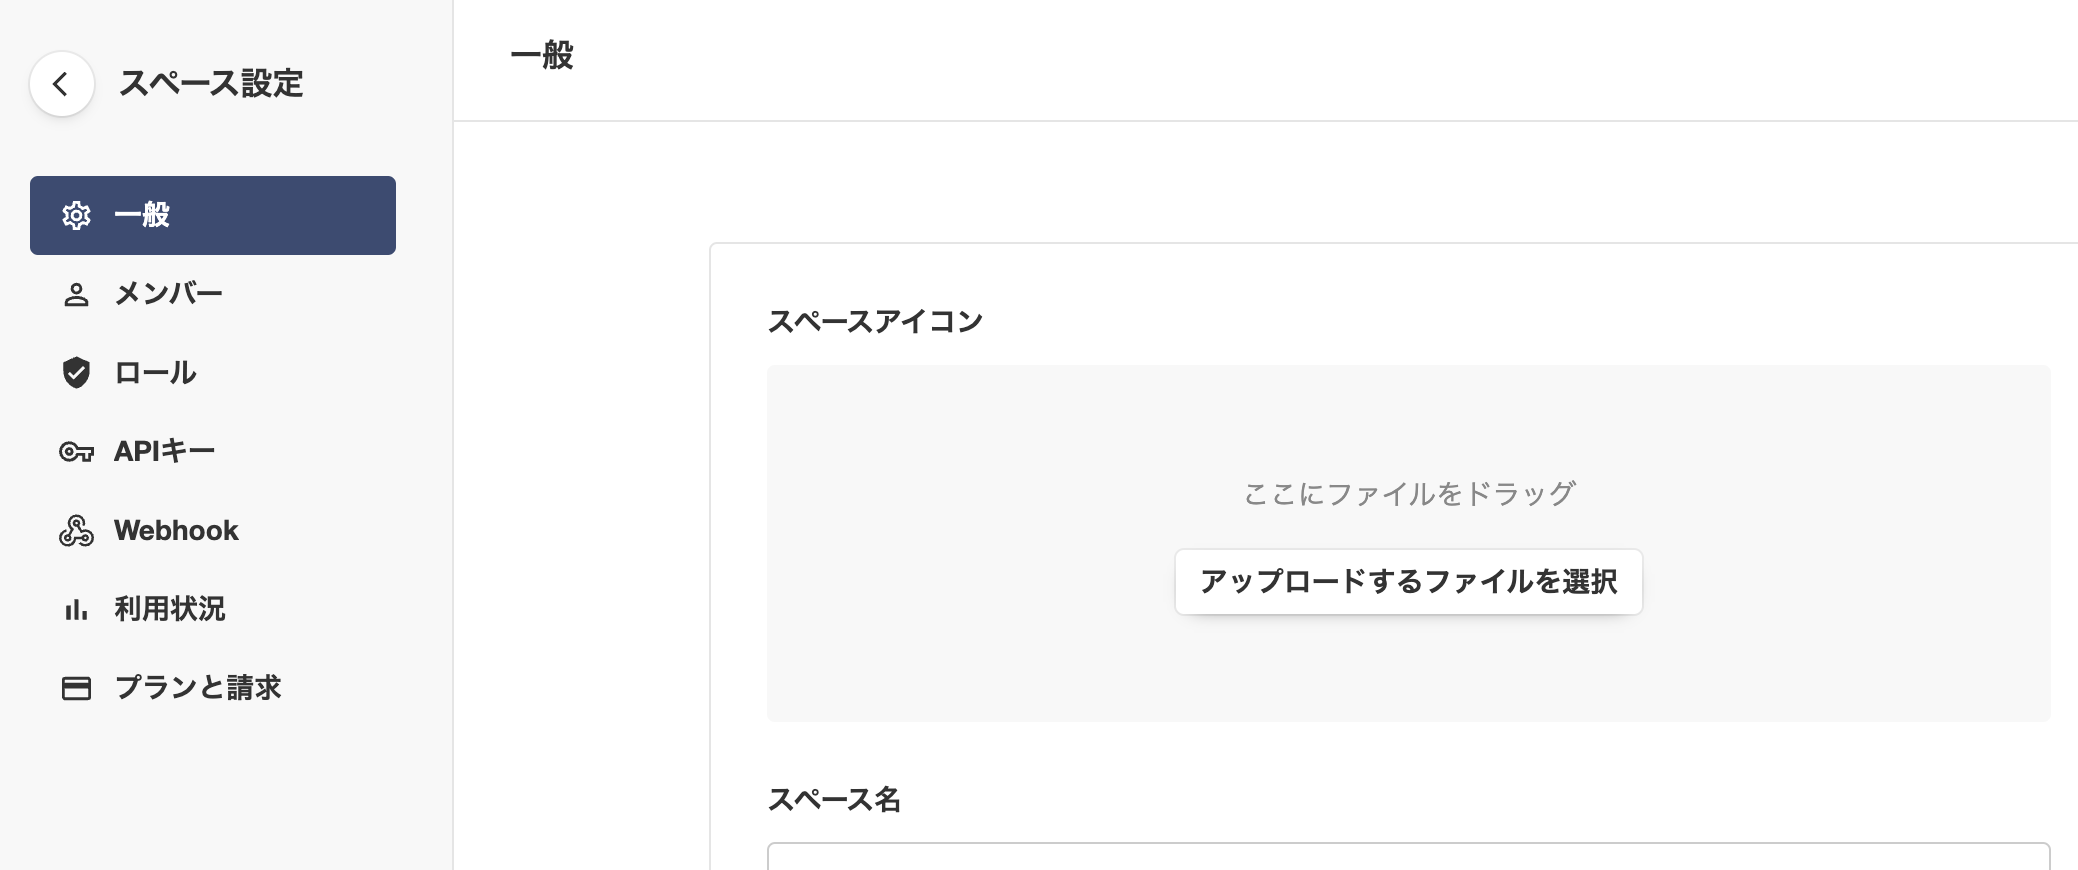 スペース設定
一般
メンバー
ロール
APIキー
Webhook
利用状況
プランと請求
一般
スペースアイコン
ここにファイルをドラッグ
アップロードするファイルを選択
スペース名